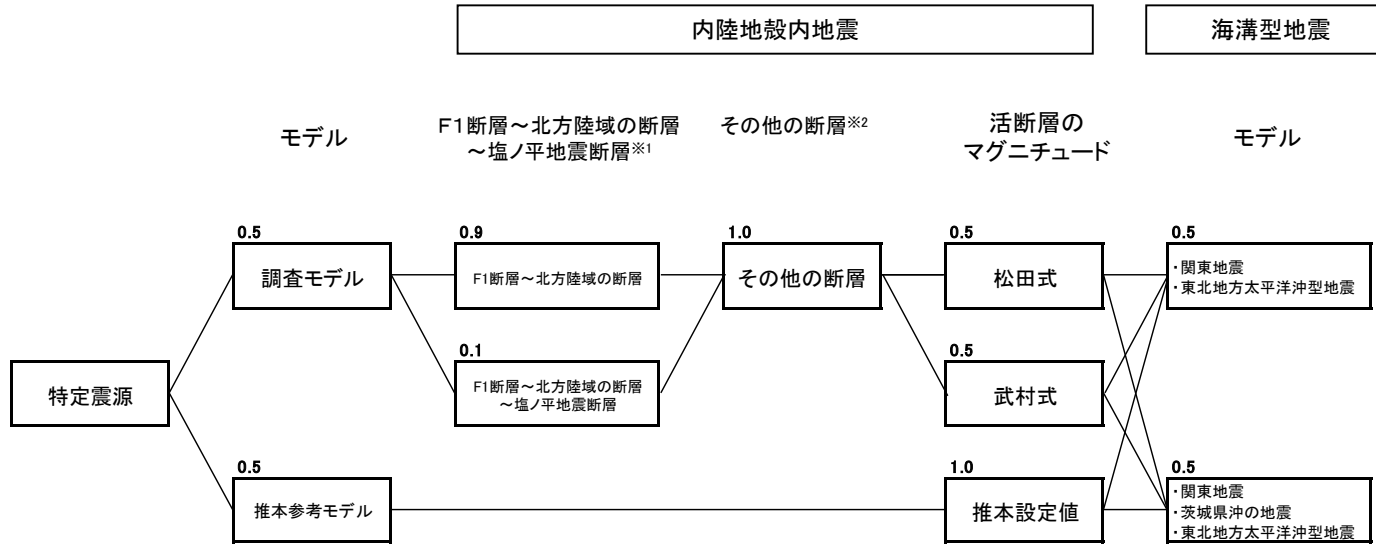 内陸地殻内地震
海溝型地震
モデル
F1断層～北方陸域の断層
～塩ノ平地震断層※1
その他の断層※2
活断層の
マグニチュード
モデル
0.5
調査モデル
0.9
F1断層～北方陸域の断層
1.0
その他の断層
0.5
松田式
0.5
・関東地震
・東北地方太平洋沖型地震
特定震源
0.1
F1断層～北方陸域の断層
～塩ノ平地震断層
0.5
武村式
0.5
推本参考モデル
1.0
推本設定値
0.5
・関東地震
・茨城県沖の地震
・東北地方太平洋沖型地震